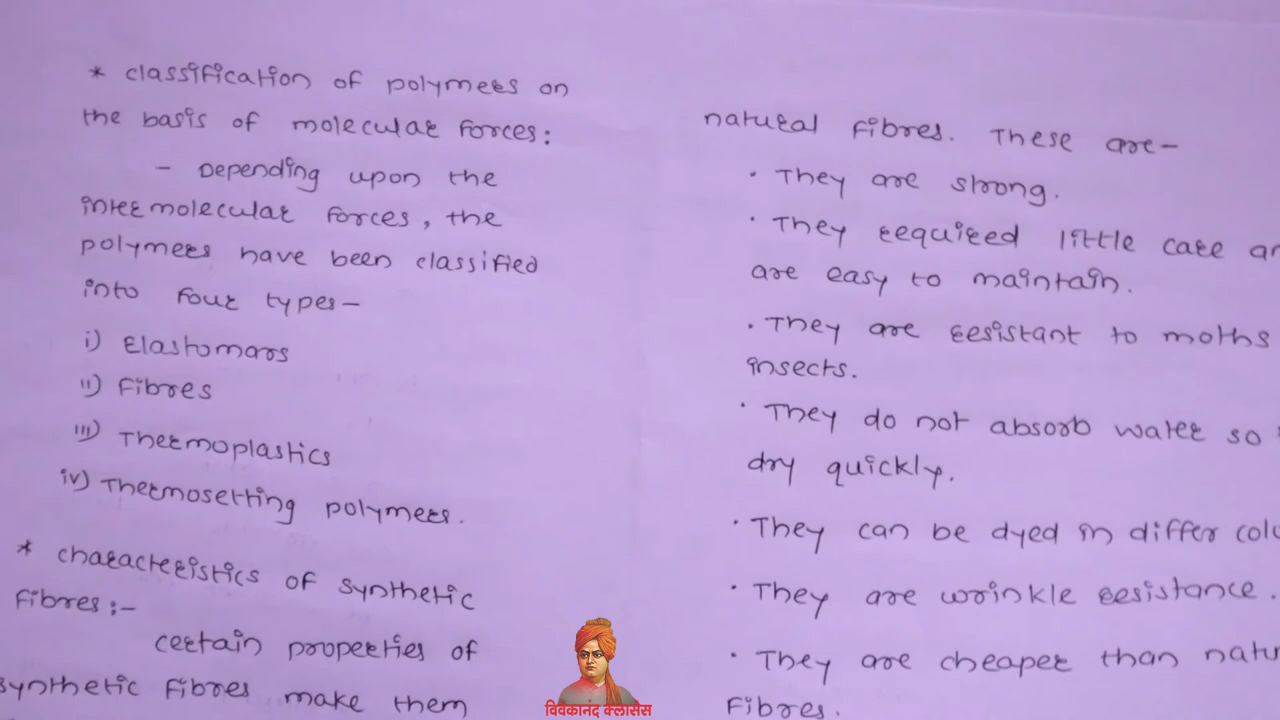 * classification of polymers on
the basis of molecular forces:
- Depending upon the
intermolecular forces, the
polymers have been classified
into four types-
i) Elastomars
ii) Fibres
iii) Thermoplastics
iv) Thermosetting polymers.
* characteristics of synthetic
fibres:-
certain properties of
synthetic fibres make them
natural fibres. These are-
• They are strong.
• They required little care
are easy to maintain.
• They are resistant to moths
insects.
• They do not absorb water so
dry quickly.
• They can be dyed in differ
• They are wrinkle resistance.
• They are cheaper than
fibres.
विवेकानंद क्लासेस